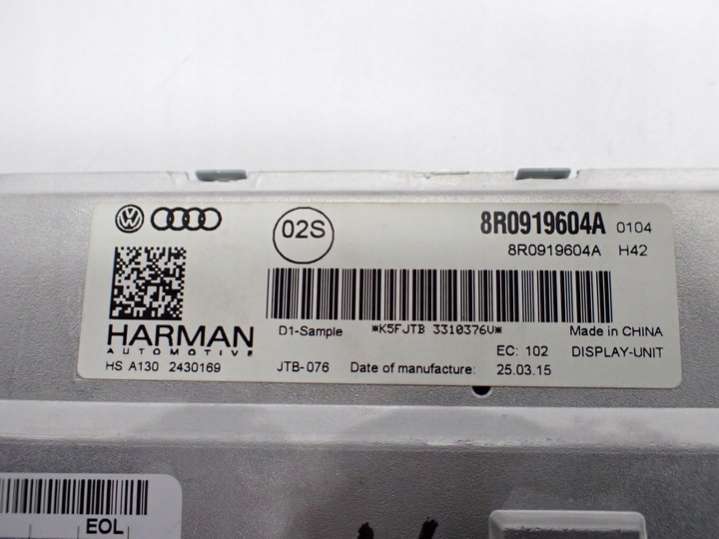 02S
8R0919604A 0104
8R0919604A H42
HARMAN
AUTOMOTIVE
HS A130 2430169
D1-Sample *K5FJTB 3310376U* Made in CHINA
EC: 102 DISPLAY-UNIT
JTB-076 Date of manufacture: 25.03.15
EOL